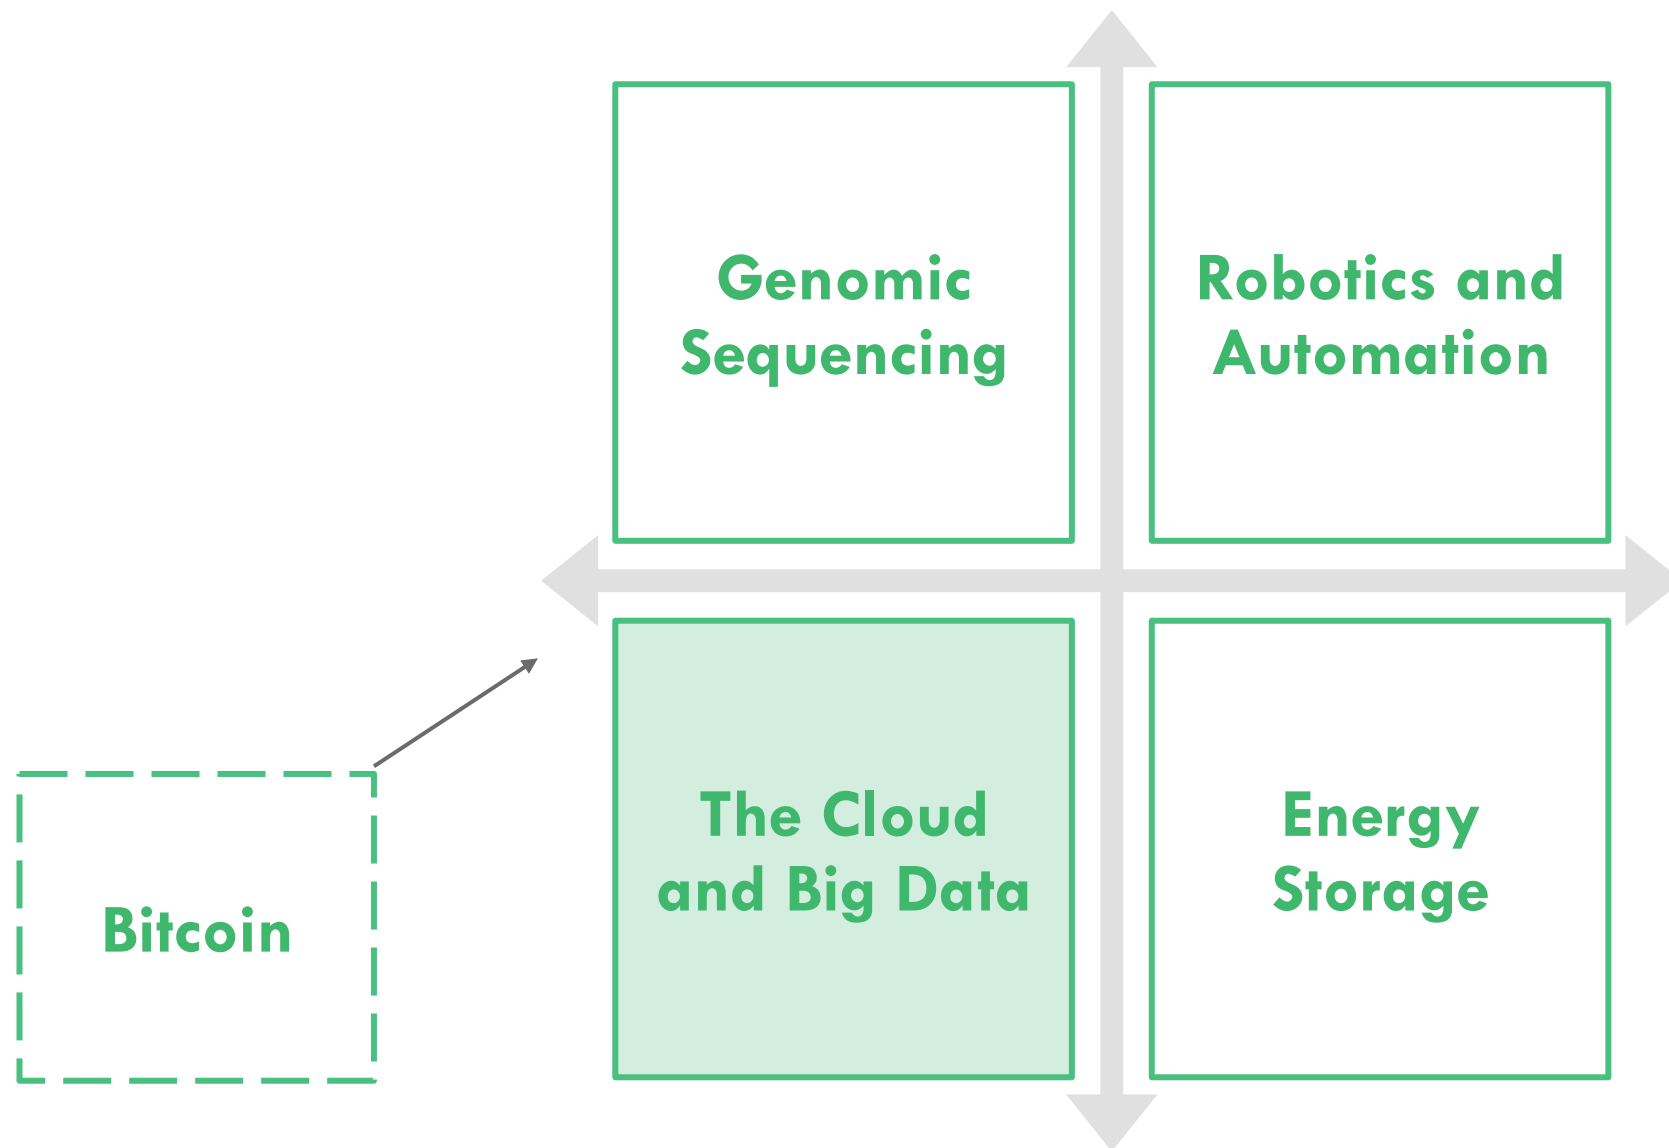 Genomic
Sequencing
Robotics and
Automation
The Cloud
and Big Data
Energy
Storage
Bitcoin